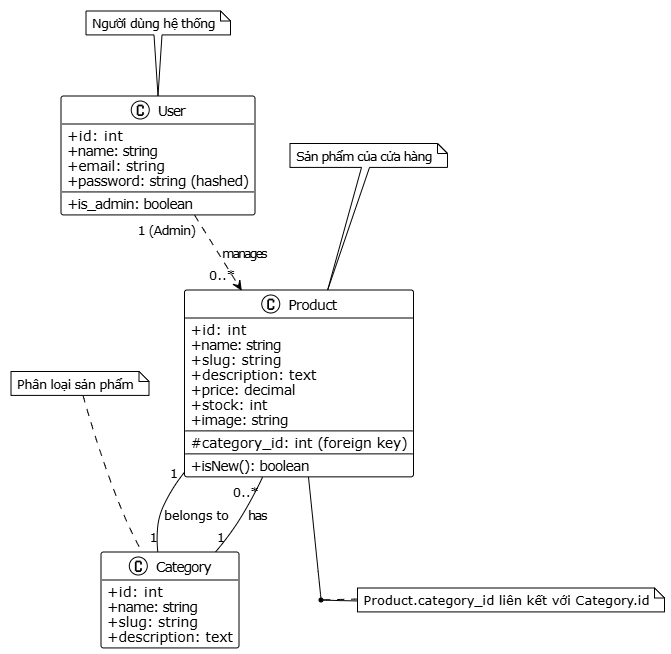 Người dùng hệ thống
C User
+id: int
+name: string
+email: string
+password: string (hashed)
+is_admin: boolean
1 (Admin)
manages
0..*
Sản phẩm của cửa hàng
C Product
+id: int
+name: string
+slug: string
+description: text
+price: decimal
+stock: int
+image: string
#category_id: int (foreign key)
+isNew(): boolean
Phân loại sản phẩm
1
0..*
belongs to
has
1
1
C Category
+id: int
+name: string
+slug: string
+description: text
Product.category_id liên kết với Category.id